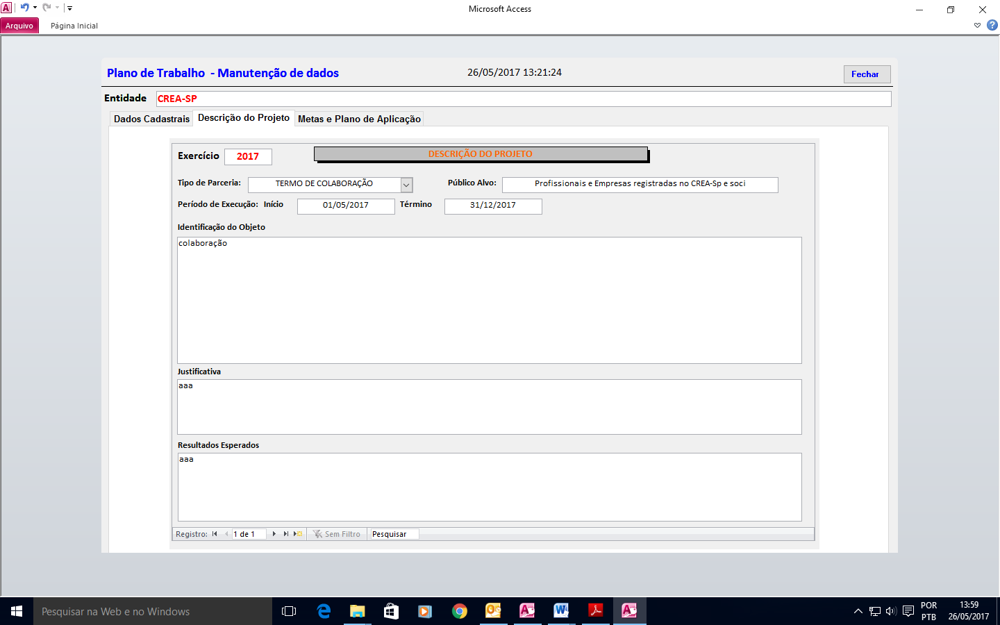 Microsoft Access
Arquivo Página Inicial
Plano de Trabalho - Manutenção de dados 26/05/2017 13:21:24 Fechar
Entidade CREA-SP
Dados Cadastrais Descrição do Projeto Metas e Plano de Aplicação
Exercício 2017 DESCRIÇÃO DO PROJETO
Tipo de Parceria: TERMO DE COLABORAÇÃO Público Alvo: Profissionais e Empresas registradas no CREA-Sp e soci
Período de Execução: Início 01/05/2017 Término 31/12/2017
Identificação do Objeto
colaboração
Justificativa
aaa
Resultados Esperados
aaa
Registro: 1 de 1 Sem Filtro Pesquisar
Pesquisar na Web e no Windows
POR 13:59
PTB 26/05/2017